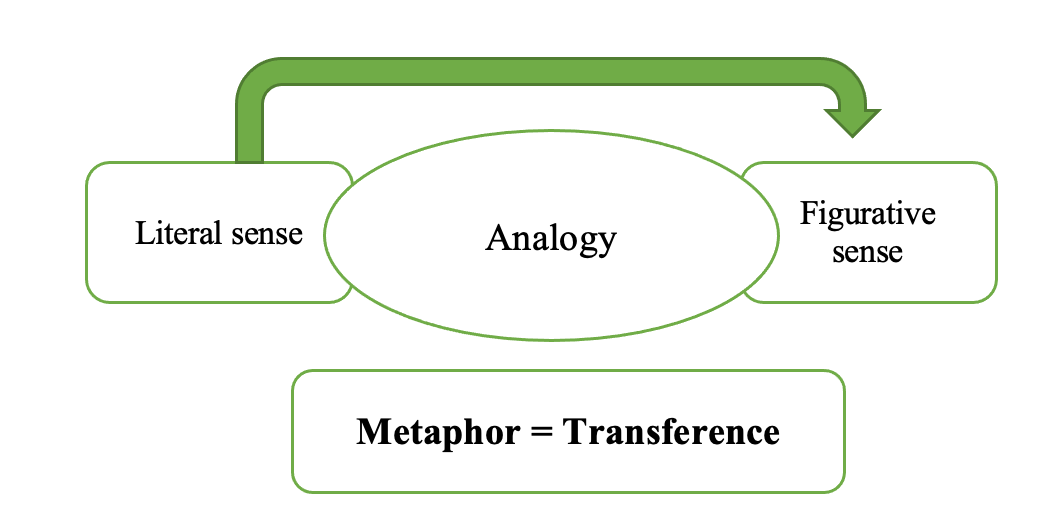 Literal sense
Analogy
Figurative
sense
Metaphor = Transference